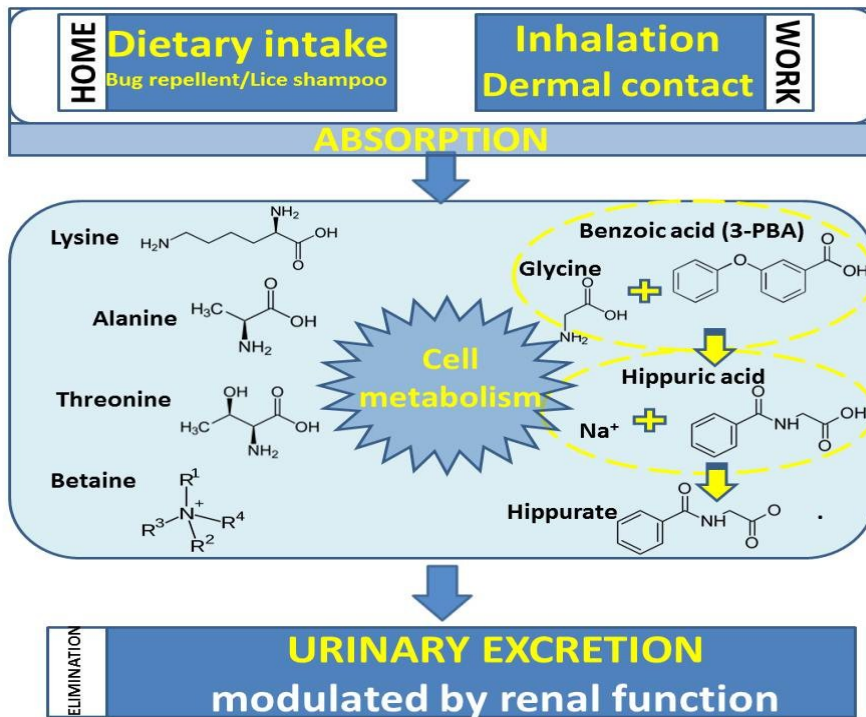 HOME
Dietary intake
Bug repellent/Lice shampoo
Inhalation
Dermal contact
WORK
ABSORPTION
Lysine
H₂N
NH₂
O
OH
Alanine
H₃C
O
OH
NH₂
Threonine
OH
O
H₃C
OH
NH₂
Betaine
R¹
N⁺
R³
R⁴
R²
Cell
metabolism
Benzoic acid (3-PBA)
Glycine
O
OH
NH₂
+
O
O
OH
Hippuric acid
Na⁺
+
O
NH
O
OH
Hippurate
O
NH
O
O
.
ELIMINATION
URINARY EXCRETION
modulated by renal function